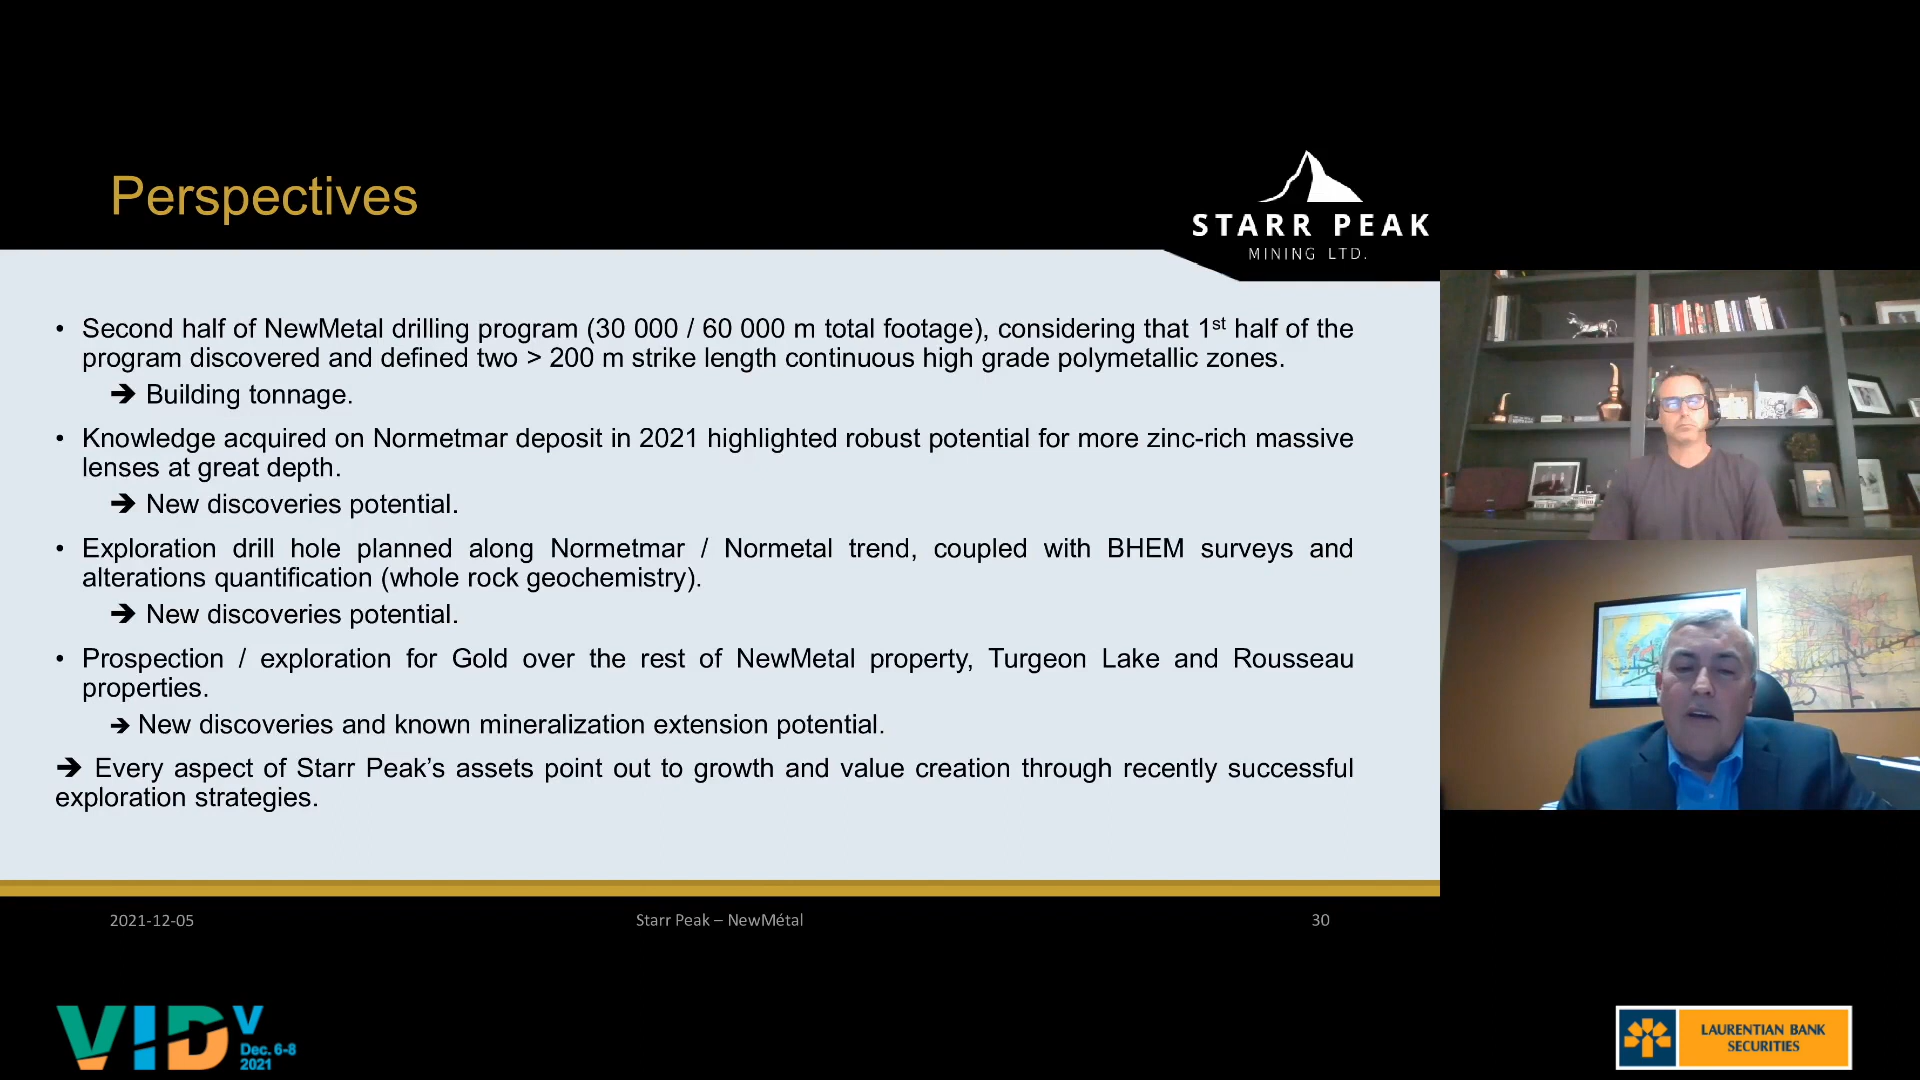 Perspectives
STARR PEAK
MINING LTD.
• Second half of NewMetal drilling program (30 000 / 60 000 m total footage), considering that 1st half of the
program discovered and defined two > 200 m strike length continuous high grade polymetallic zones.
➔ Building tonnage.
• Knowledge acquired on Normetmar deposit in 2021 highlighted robust potential for more zinc-rich massive
lenses at great depth.
➔ New discoveries potential.
• Exploration drill hole planned along Normetmar / Normetal trend, coupled with BHEM surveys and
alterations quantification (whole rock geochemistry).
➔ New discoveries potential.
• Prospection / exploration for Gold over the rest of NewMetal property, Turgeon Lake and Rousseau
properties.
➔ New discoveries and known mineralization extension potential.
➔ Every aspect of Starr Peak’s assets point out to growth and value creation through recently successful
exploration strategies.
2021-12-05
Starr Peak – NewMétal
30
VID V
Dec. 6-8
2021
LAURENTIAN BANK
SECURITIES